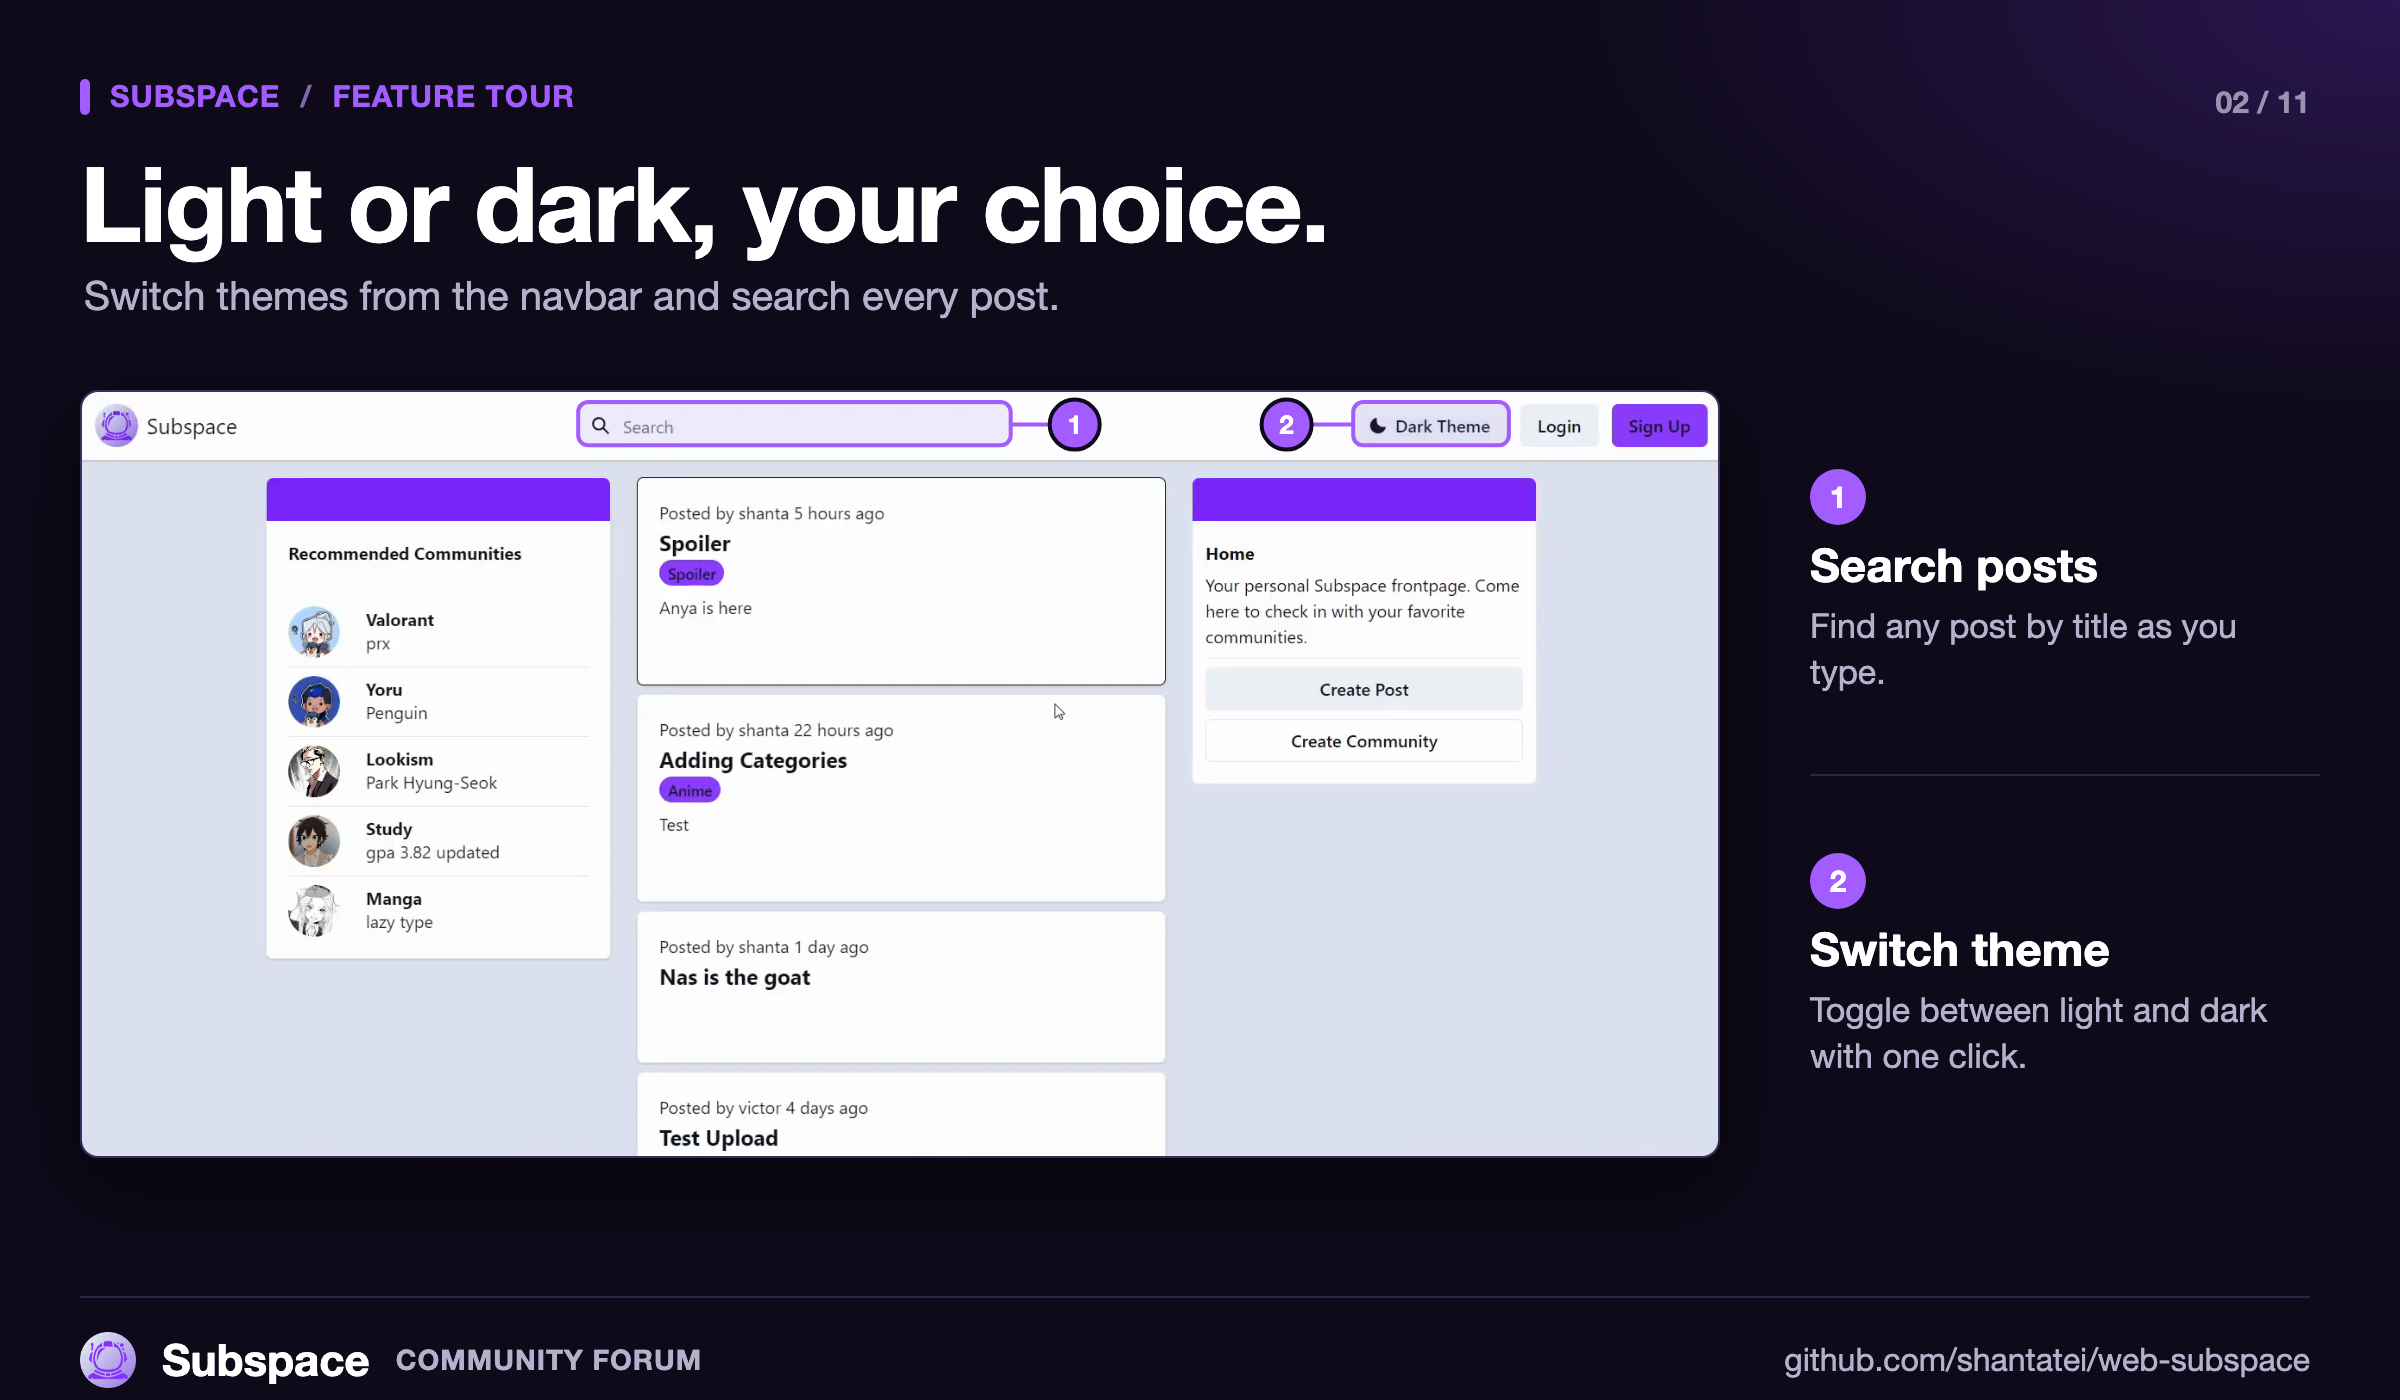 SUBSPACE / FEATURE TOUR
02 / 11
Light or dark, your choice.
Switch themes from the navbar and search every post.
Subspace
Search
1
2
Dark Theme
Login
Sign Up
Recommended Communities
Valorant
prx
Yoru
Penguin
Lookism
Park Hyung-Seok
Study
gpa 3.82 updated
Manga
lazy type
Posted by shanta 5 hours ago
Spoiler
Spoiler
Anya is here
Posted by shanta 22 hours ago
Adding Categories
Anime
Test
Posted by shanta 1 day ago
Nas is the goat
Posted by victor 4 days ago
Test Upload
Home
Your personal Subspace frontpage. Come
here to check in with your favorite
communities.
Create Post
Create Community
1
Search posts
Find any post by title as you
type.
2
Switch theme
Toggle between light and dark
with one click.
Subspace COMMUNITY FORUM
github.com/shantatei/web-subspace